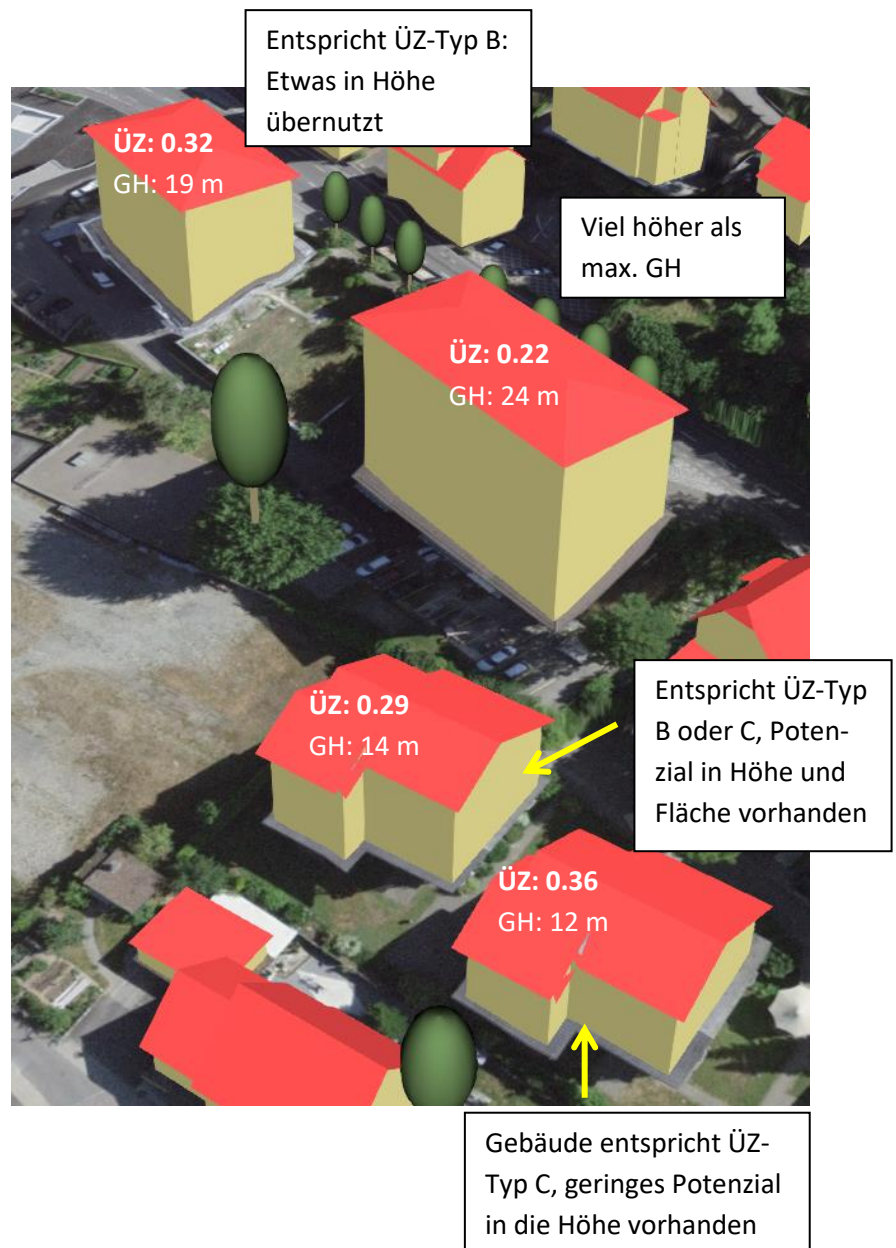 Entspricht ÜZ-Typ B:
Etwas in Höhe
übernutzt
ÜZ: 0.32
GH: 19 m
Viel höher als
max. GH
ÜZ: 0.22
GH: 24 m
ÜZ: 0.29
GH: 14 m
Entspricht ÜZ-Typ
B oder C, Poten-
zial in Höhe und
Fläche vorhanden
ÜZ: 0.36
GH: 12 m
Gebäude entspricht ÜZ-
Typ C, geringes Potenzial
in die Höhe vorhanden